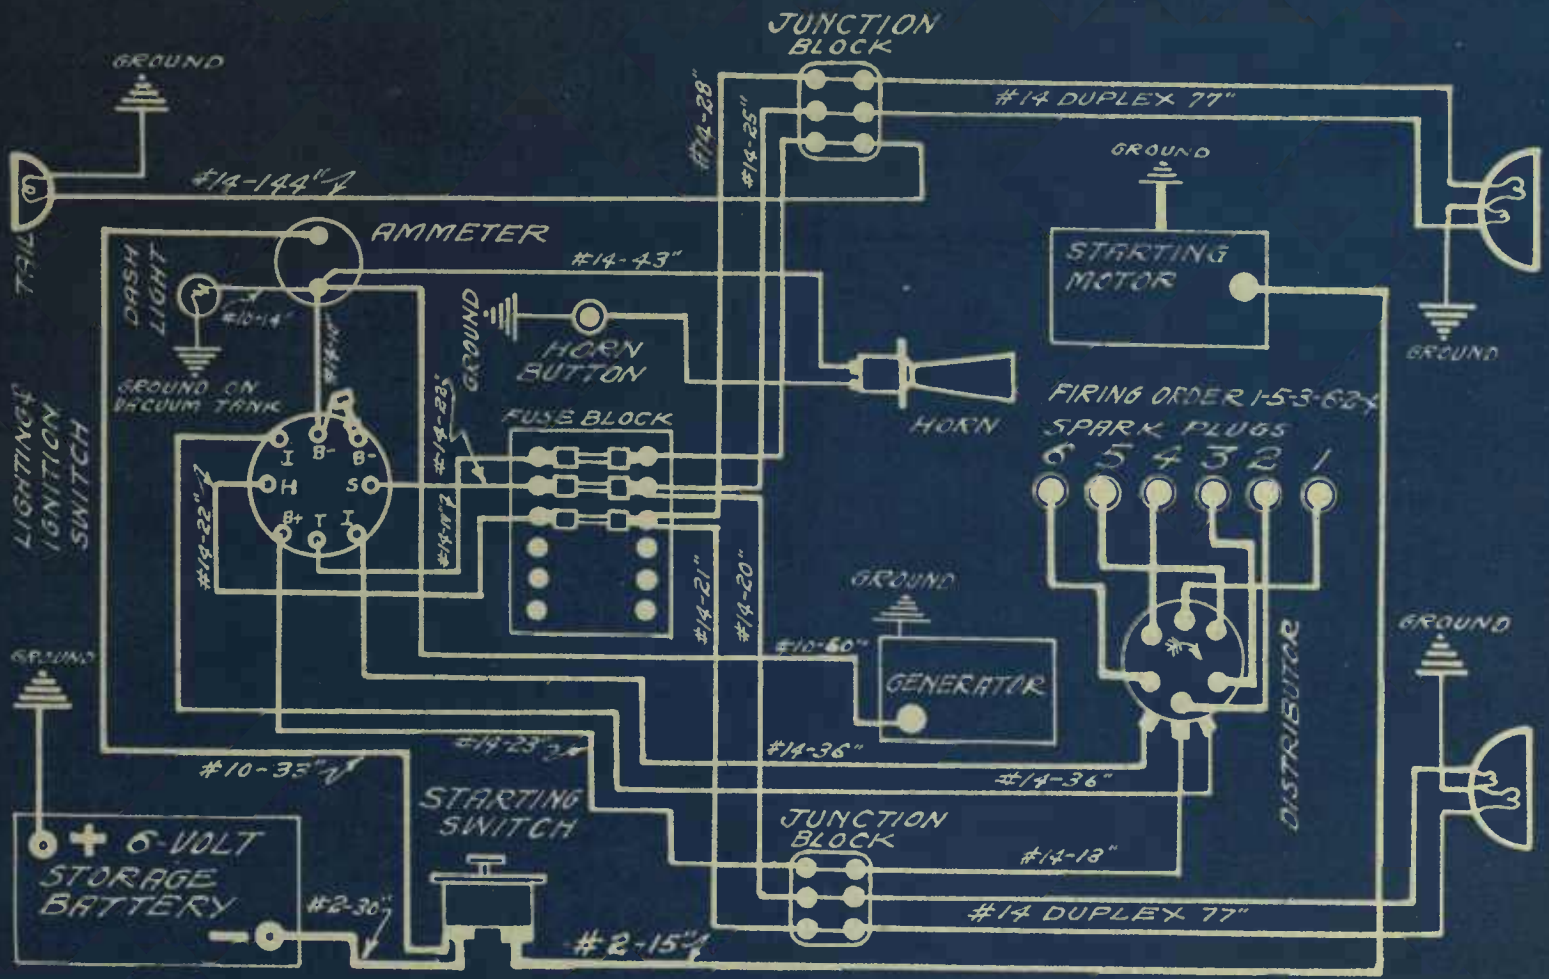 JUNCTION
BLOCK
GROUND
#14-28"
#14-25"
#14 DUPLEX 77"
GROUND
#14-144"
TAIL
DASH
LIGHT
AMMETER
#14-43"
STARTING
MOTOR
#10-14"
GROUND
HORN
BUTTON
GROUND
GROUND ON
VACUUM TANK
HORN
FIRING ORDER 1-5-3-6-2-4
SPARK PLUGS
6 5 4 3 2 1
LIGHTING &
IGNITION
SWITCH
FUSE BLOCK
I B- B-
H S
B+ T I
#14-22"
#14-21"
#14-20"
GROUND
GROUND
GROUND
#10-60"
GENERATOR
DISTRIBUTOR
#14-23"
#14-36"
#14-36"
#10-33"
STARTING
SWITCH
JUNCTION
BLOCK
#14-18"
+ 6-VOLT
STORAGE
BATTERY
-
#2-30"
#2-15"
#14 DUPLEX 77"